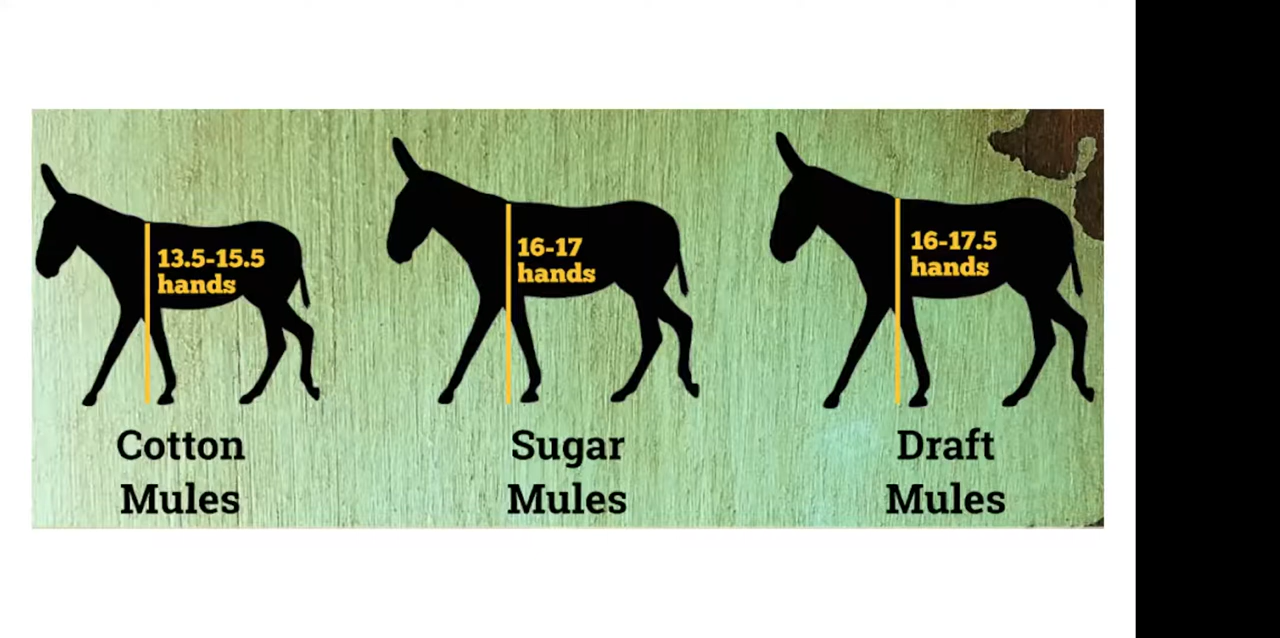 13.5-15.5
hands
16-17
hands
16-17.5
hands
Cotton
Mules
Sugar
Mules
Draft
Mules